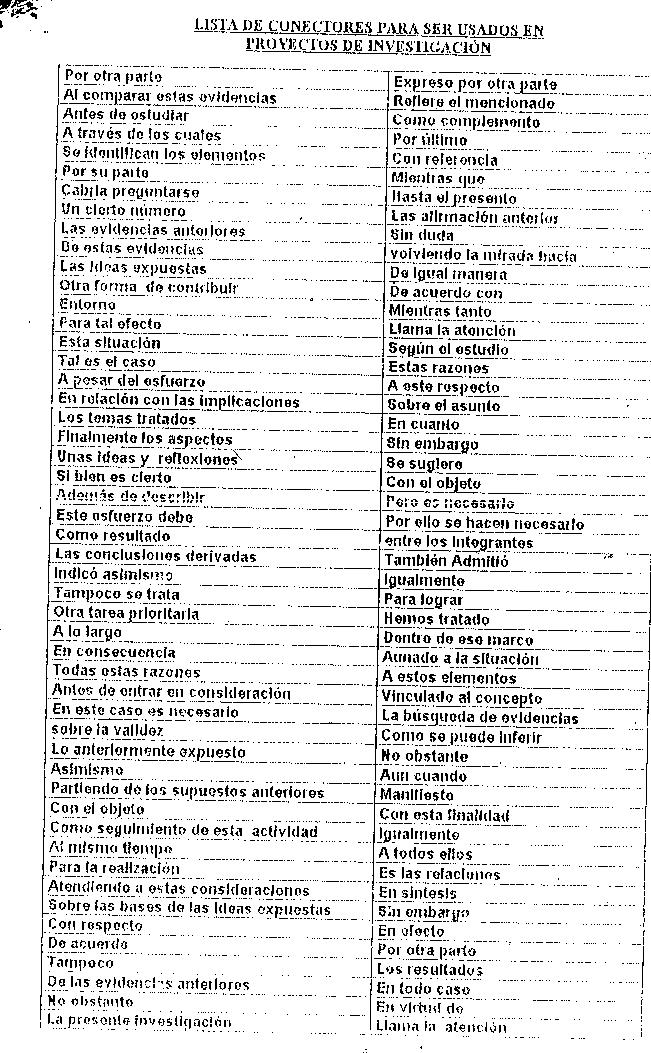 LISTA DE CONECTORES PARA SER USADOS EN
PROYECTOS DE INVESTIGACIÓN
Por otra parte
Al comparar estas evidencias
Antes de estudiar
A través de los cuales
Se identifican los elementos
Por su parte
Cabría preguntarse
Un cierto número
Las evidencias anteriores
De estas evidencias
Las ideas expuestas
Otra forma de contribuir
Entorno
Para tal efecto
Esta situación
Tal es el caso
A pesar del esfuerzo
En relación con las implicaciones
Los temas tratados
Finalmente los aspectos
Unas ideas y reflexiones
Si bien es cierto
Además de describir
Este esfuerzo debe
Como resultado
Las conclusiones derivadas
Indicó asimismo
Tampoco se trata
Otra tarea prioritaria
A lo largo
En consecuencia
Todas estas razones
Antes de entrar en consideración
En este caso es necesario
sobre la validez
Lo anteriormente expuesto
Asimismo
Partiendo de los supuestos anteriores
Con el objeto
Como seguimiento de esta actividad
Al mismo tiempo
Para la realización
Atendiendo a estas consideraciones
Sobre las bases de las ideas expuestas
Con respecto
De acuerdo
Tampoco
De las evidencias anteriores
No obstante
La presente investigación
Expreso por otra parte
Refiere el mencionado
Como complemento
Por último
Con referencia
Mientras que
Hasta el presente
Las afirmación anterior
Sin duda
volviendo la mirada hacia
De igual manera
De acuerdo con
Mientras tanto
Llama la atención
Según el estudio
Estas razones
A este respecto
Sobre el asunto
En cuanto
Sin embargo
Se sugiere
Con el objeto
Pero es necesario
Por ello se hacen necesario
entre los integrantes
También Admitió
Igualmente
Para lograr
Hemos tratado
Dentro de ese marco
Aunado a la situación
A estos elementos
Vinculado al concepto
La búsqueda de evidencias
Como se puede inferir
No obstante
Aun cuando
Manifiesto
Con esta finalidad
Igualmente
A todos ellos
Es las relaciones
En síntesis
Sin embargo
En efecto
Por otra parte
Los resultados
En todo caso
En virtud de
Llama la atención